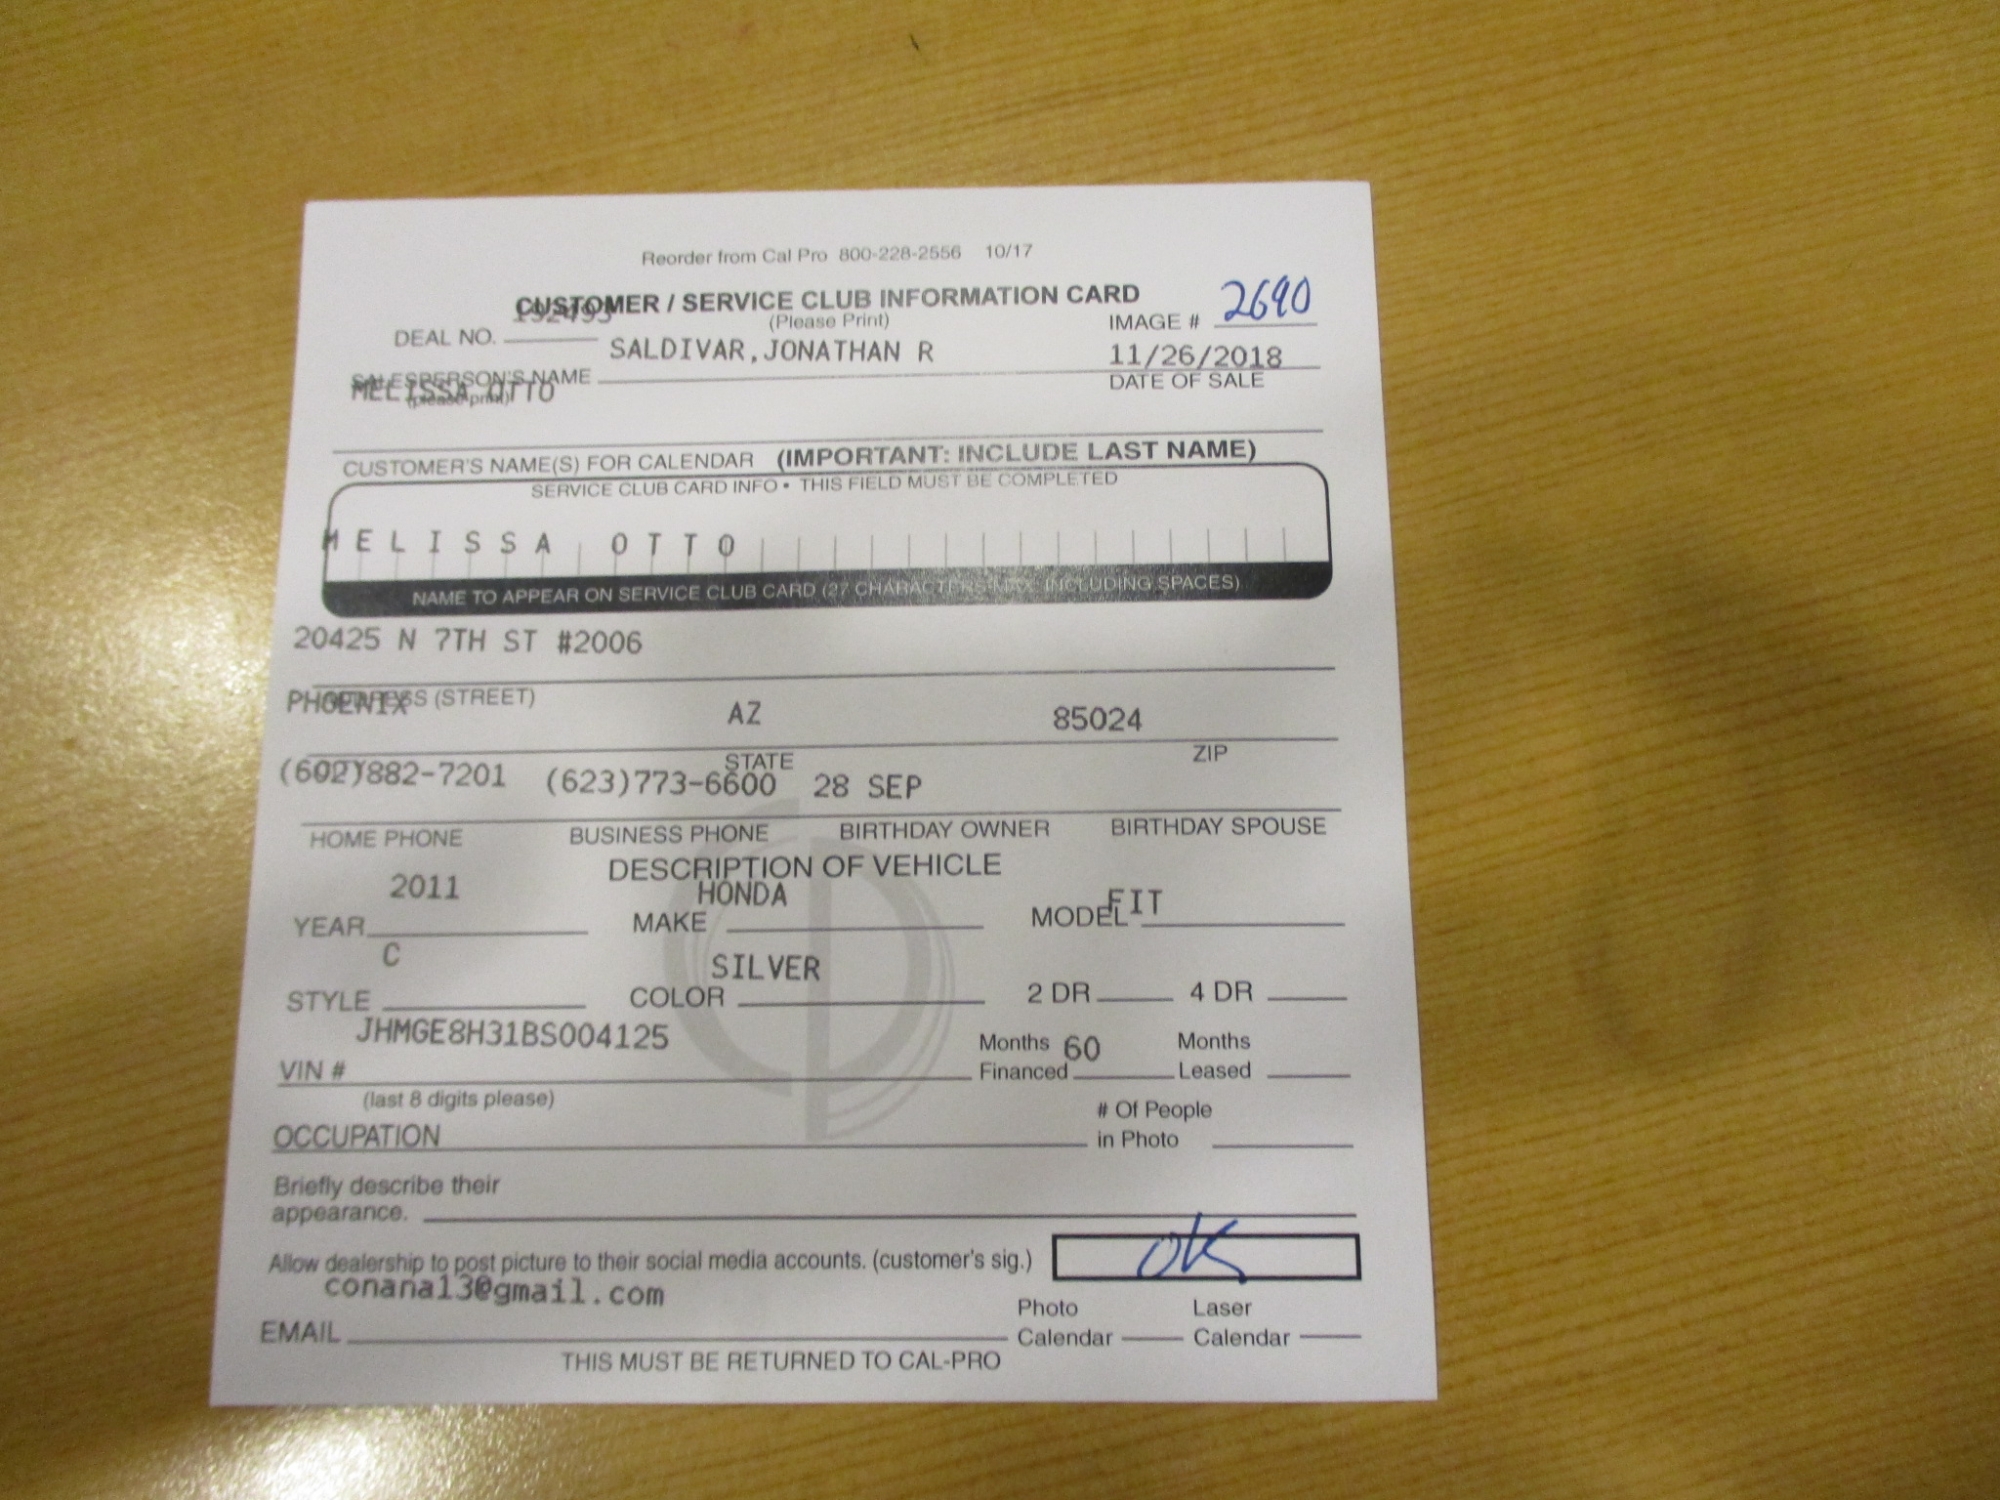 Reorder from Cal Pro 800-228-2556 10/17
CUSTOMER / SERVICE CLUB INFORMATION CARD
(Please Print)
192493
DEAL NO.
IMAGE # 2690
SALDIVAR,JONATHAN R
11/26/2018
SALESPERSON'S NAME
DATE OF SALE
(please print)
MELISSA OTTO
CUSTOMER'S NAME(S) FOR CALENDAR (IMPORTANT: INCLUDE LAST NAME)
SERVICE CLUB CARD INFO • THIS FIELD MUST BE COMPLETED
MELISSA OTTO
NAME TO APPEAR ON SERVICE CLUB CARD (27 CHARACTERS MAX. INCLUDING SPACES)
20425 N 7TH ST #2006
ADDRESS (STREET)
PHOENIX AZ 85024
STATE ZIP
(602)882-7201 (623)773-6600 28 SEP
HOME PHONE BUSINESS PHONE BIRTHDAY OWNER BIRTHDAY SPOUSE
DESCRIPTION OF VEHICLE
2011 HONDA FIT
YEAR MAKE MODEL
C SILVER
STYLE COLOR 2 DR 4 DR
JHMGE8H31BS004125
VIN #
Months Financed 60 Months Leased
(last 8 digits please)
OCCUPATION
# Of People in Photo
Briefly describe their
appearance.
Allow dealership to post picture to their social media accounts. (customer's sig.) OK
conana13@gmail.com
EMAIL
Photo Calendar Laser Calendar
THIS MUST BE RETURNED TO CAL-PRO